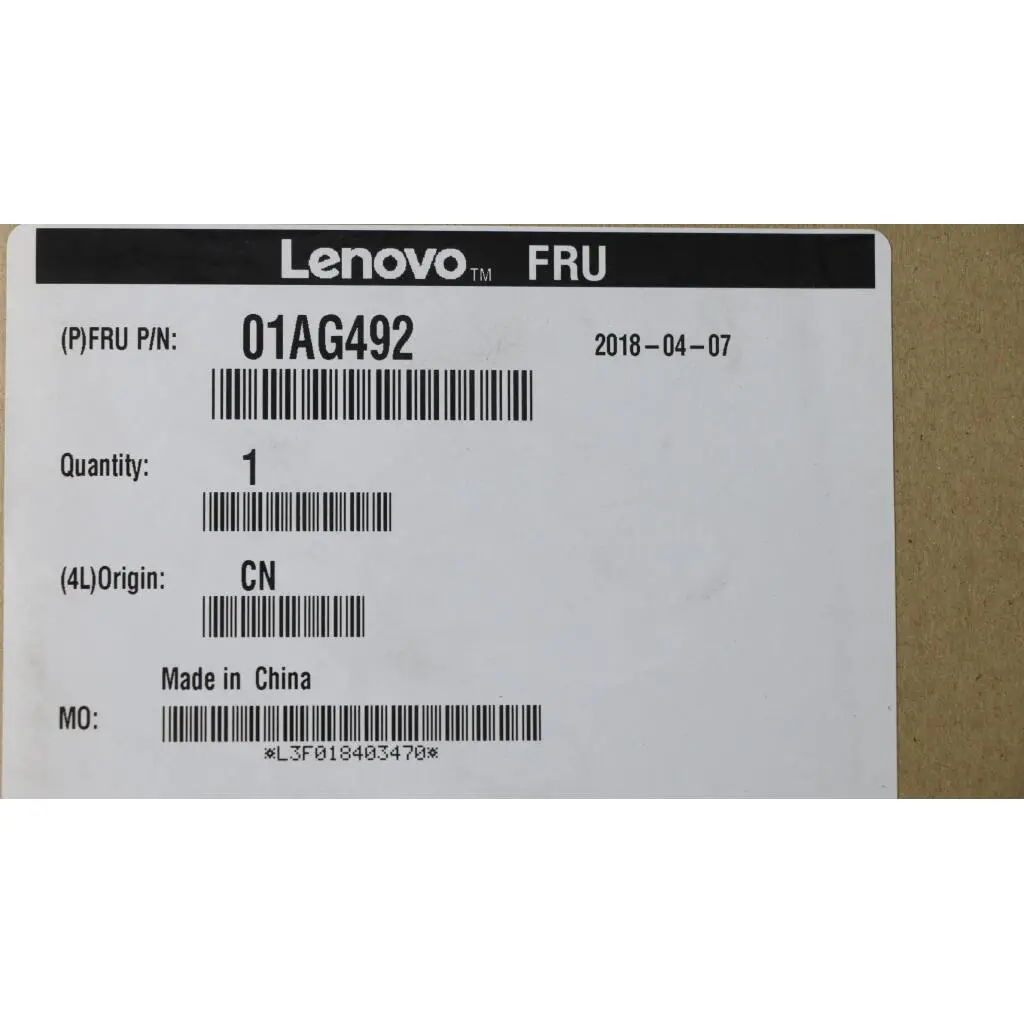 Lenovo™ FRU
(P)FRU P/N: 01AG492 2018-04-07
Quantity: 1
(4L)Origin: CN
Made in China
MO:
*L3F018403470*